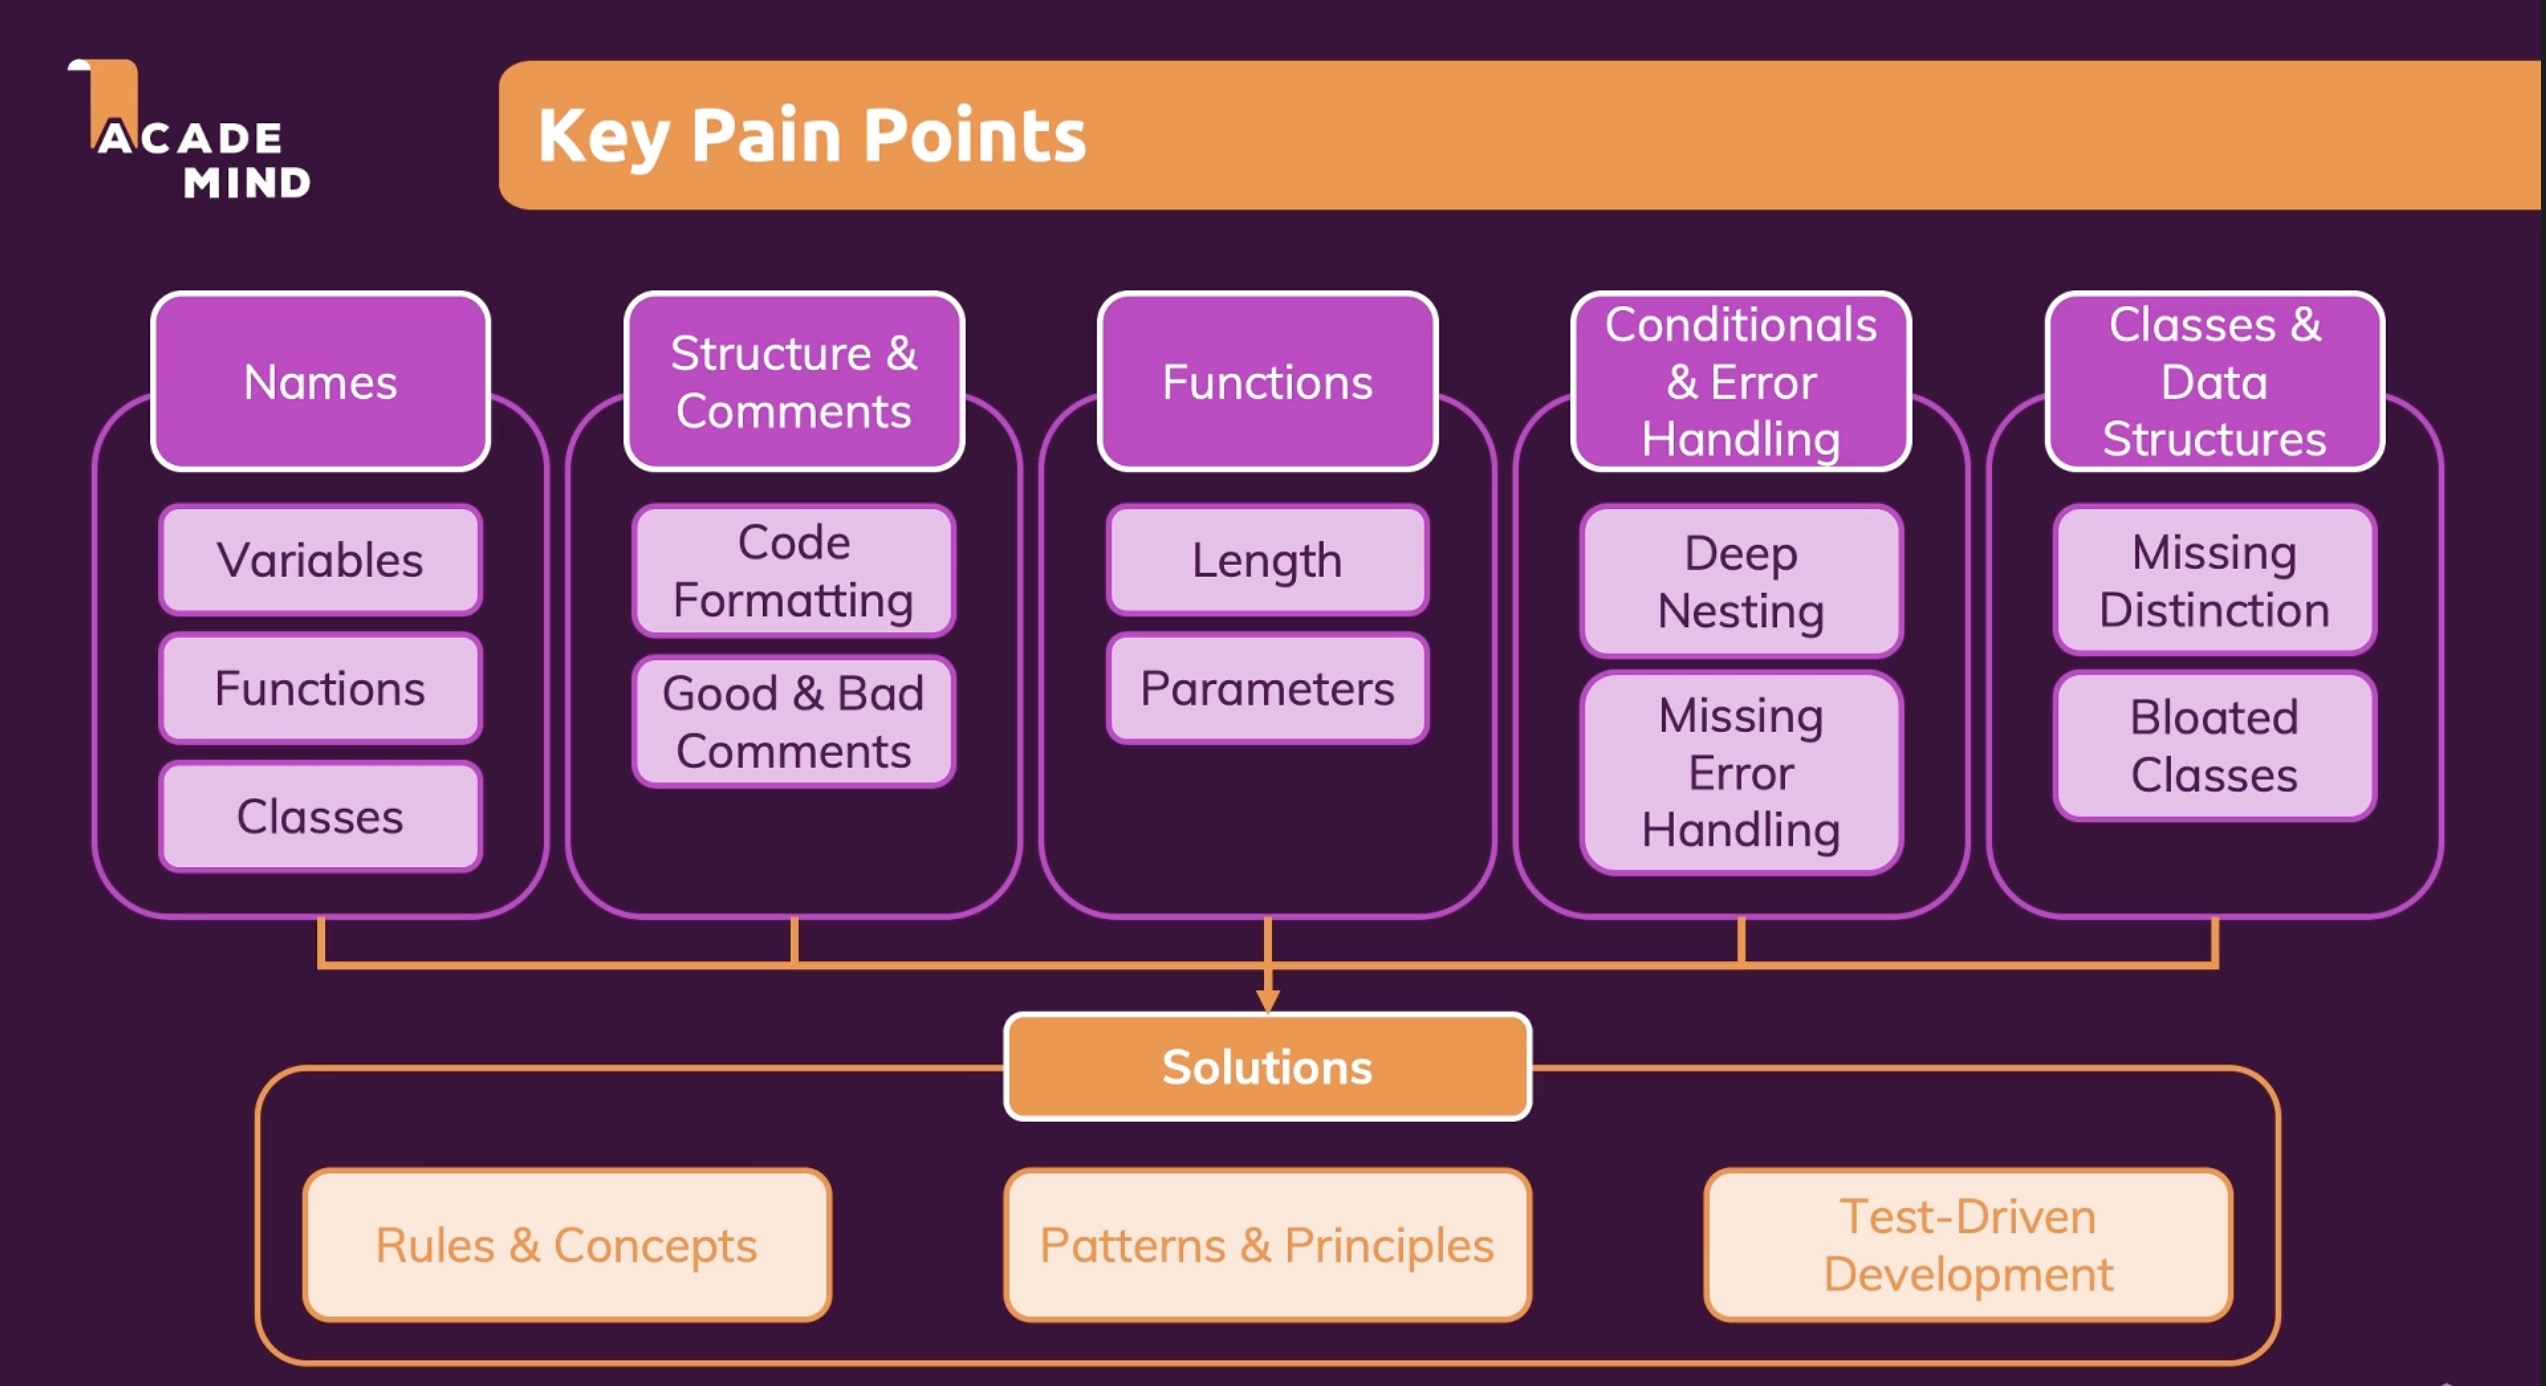 ACADE
MIND
Key Pain Points
Names
Variables
Functions
Classes
Structure &
Comments
Code
Formatting
Good & Bad
Comments
Functions
Length
Parameters
Conditionals
& Error
Handling
Deep
Nesting
Missing
Error
Handling
Classes &
Data
Structures
Missing
Distinction
Bloated
Classes
Solutions
Rules & Concepts
Patterns & Principles
Test-Driven
Development